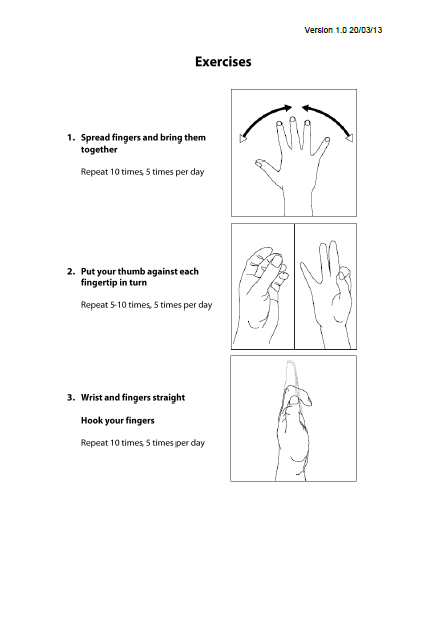 Version 1.0 20/03/13
Exercises
1. Spread fingers and bring them
together
Repeat 10 times, 5 times per day
2. Put your thumb against each
fingertip in turn
Repeat 5-10 times, 5 times per day
3. Wrist and fingers straight
Hook your fingers
Repeat 10 times, 5 times per day